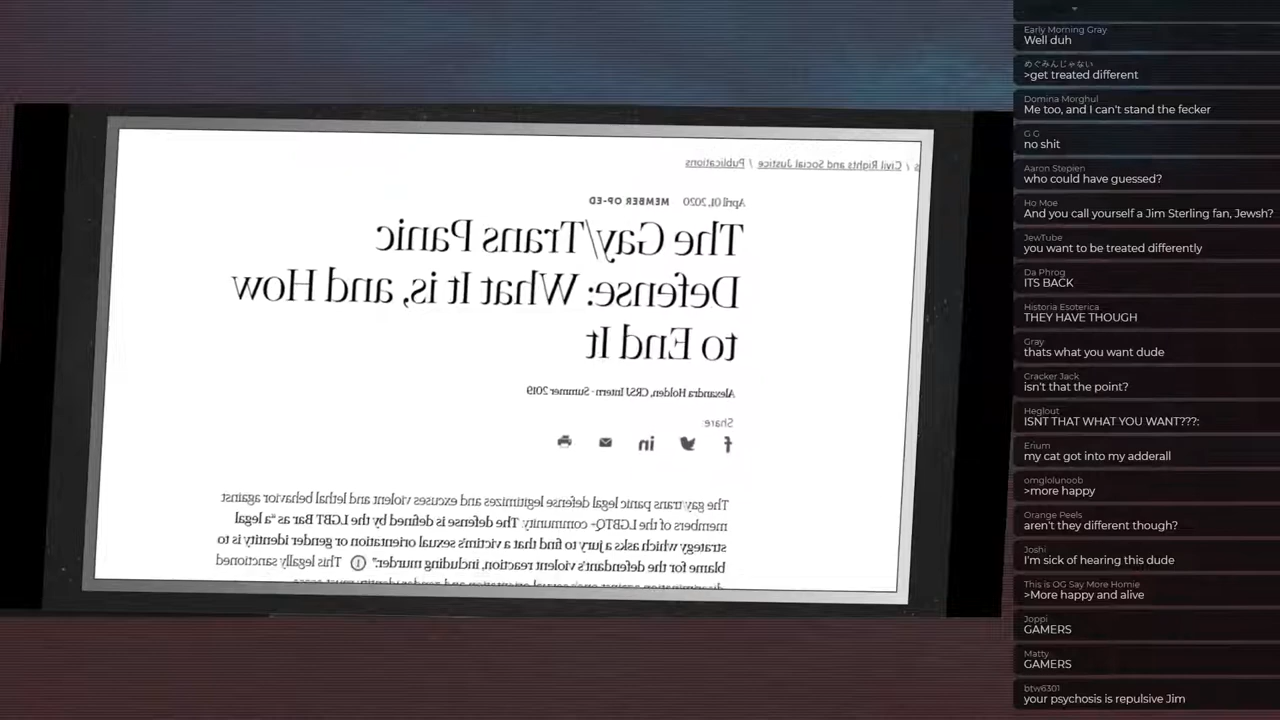 s / Civil Rights and Social Justice / Publications
April 01, 2020 MEMBER OP-ED
The Gay/Trans Panic
Defense: What It is, and How
to End It
Alexandra Holden, CRSJ Intern - Summer 2019
Share:
The gay/trans panic legal defense legitimizes and excuses violent and lethal behavior against
members of the LGBTQ+ community. The defense is defined by the LGBT Bar as “a legal
strategy which asks a jury to find that a victim's sexual orientation or gender identity is to
blame for the defendant's violent reaction, including murder.” 1 This legally sanctioned
Early Morning Gray
Well duh
めぐみんじゃない
>get treated different
Domina Morghul
Me too, and I can't stand the fecker
G G
no shit
Aaron Stepien
who could have guessed?
Ho Moe
And you call yourself a Jim Sterling fan, Jewsh?
JewTube
you want to be treated differently
Da Phrog
ITS BACK
Historia Esoterica
THEY HAVE THOUGH
Gray
thats what you want dude
Cracker Jack
isn't that the point?
Heglout
ISNT THAT WHAT YOU WANT???:
Erium
my cat got into my adderall
omglolunoob
>more happy
Orange Peels
aren't they different though?
Joshi
I'm sick of hearing this dude
This is OG Say More Homie
>More happy and alive
Joppi
GAMERS
Matty
GAMERS
btw6301
your psychosis is repulsive Jim